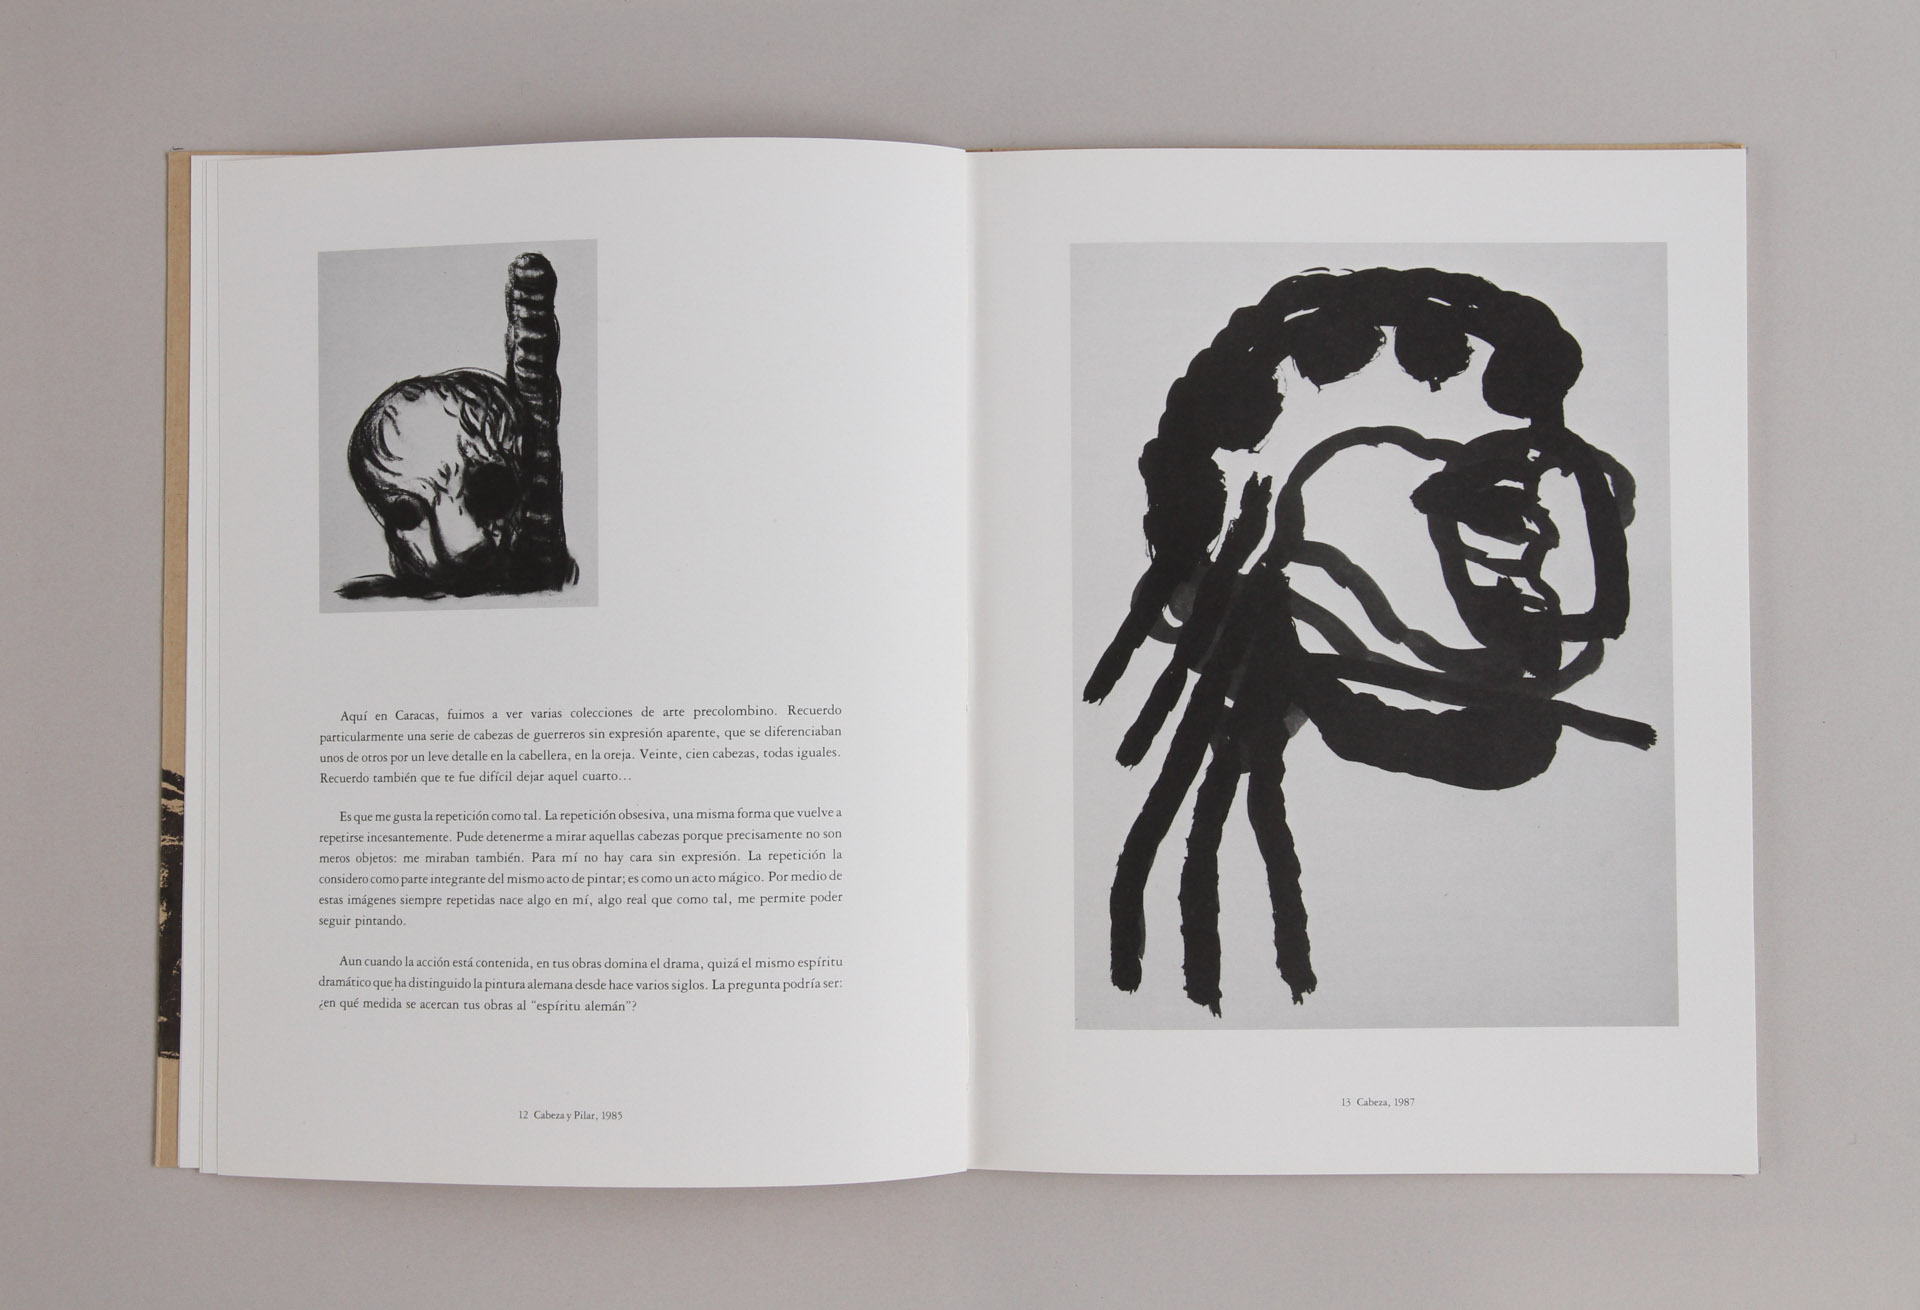 Aquí en Caracas, fuimos a ver varias colecciones de arte precolombino. Recuerdo
particularmente una serie de cabezas de guerreros sin expresión aparente, que se diferenciaban
unos de otros por un leve detalle en la cabellera, en la oreja. Veinte, cien cabezas, todas iguales.
Recuerdo también que te fue difícil dejar aquel cuarto...
Es que me gusta la repetición como tal. La repetición obsesiva, una misma forma que vuelve a
repetirse incesantemente. Pude detenerme a mirar aquellas cabezas porque precisamente no son
meros objetos: me miraban también. Para mí no hay cara sin expresión. La repetición la
considero como parte integrante del mismo acto de pintar; es como un acto mágico. Por medio de
estas imágenes siempre repetidas nace algo en mí, algo real que como tal, me permite poder
seguir pintando.
Aun cuando la acción está contenida, en tus obras domina el drama, quizá el mismo espíritu
dramático que ha distinguido la pintura alemana desde hace varios siglos. La pregunta podría ser:
¿en qué medida se acercan tus obras al “espíritu alemán”?
12 Cabeza y Pilar, 1985
13 Cabeza, 1987